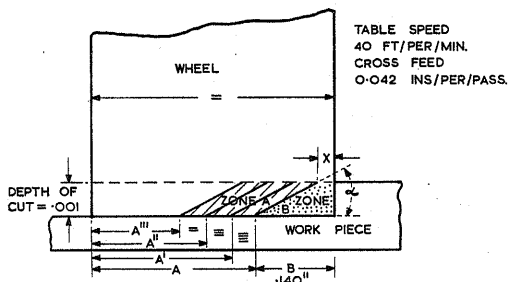 TABLE SPEED
40 FT/PER/MIN.
CROSS FEED
0·042 INS/PER/PASS.
WHEEL
X
DEPTH OF
CUT=·001
ZONE A
ZONE
B
α
A'''
A''
WORK PIECE
A'
A
B
·140"